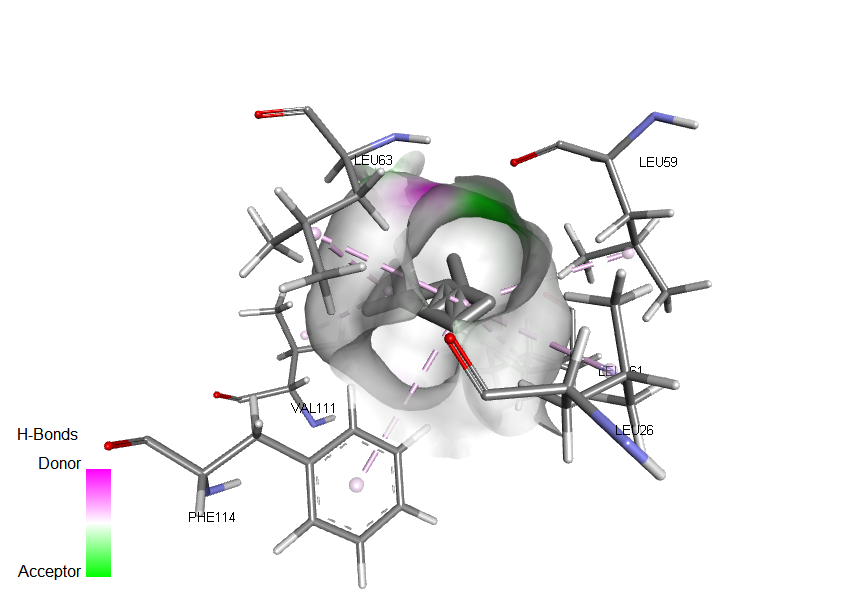 LEU63
LEU59
LEU26
VAL111
PHE114
H-Bonds
Donor
Acceptor